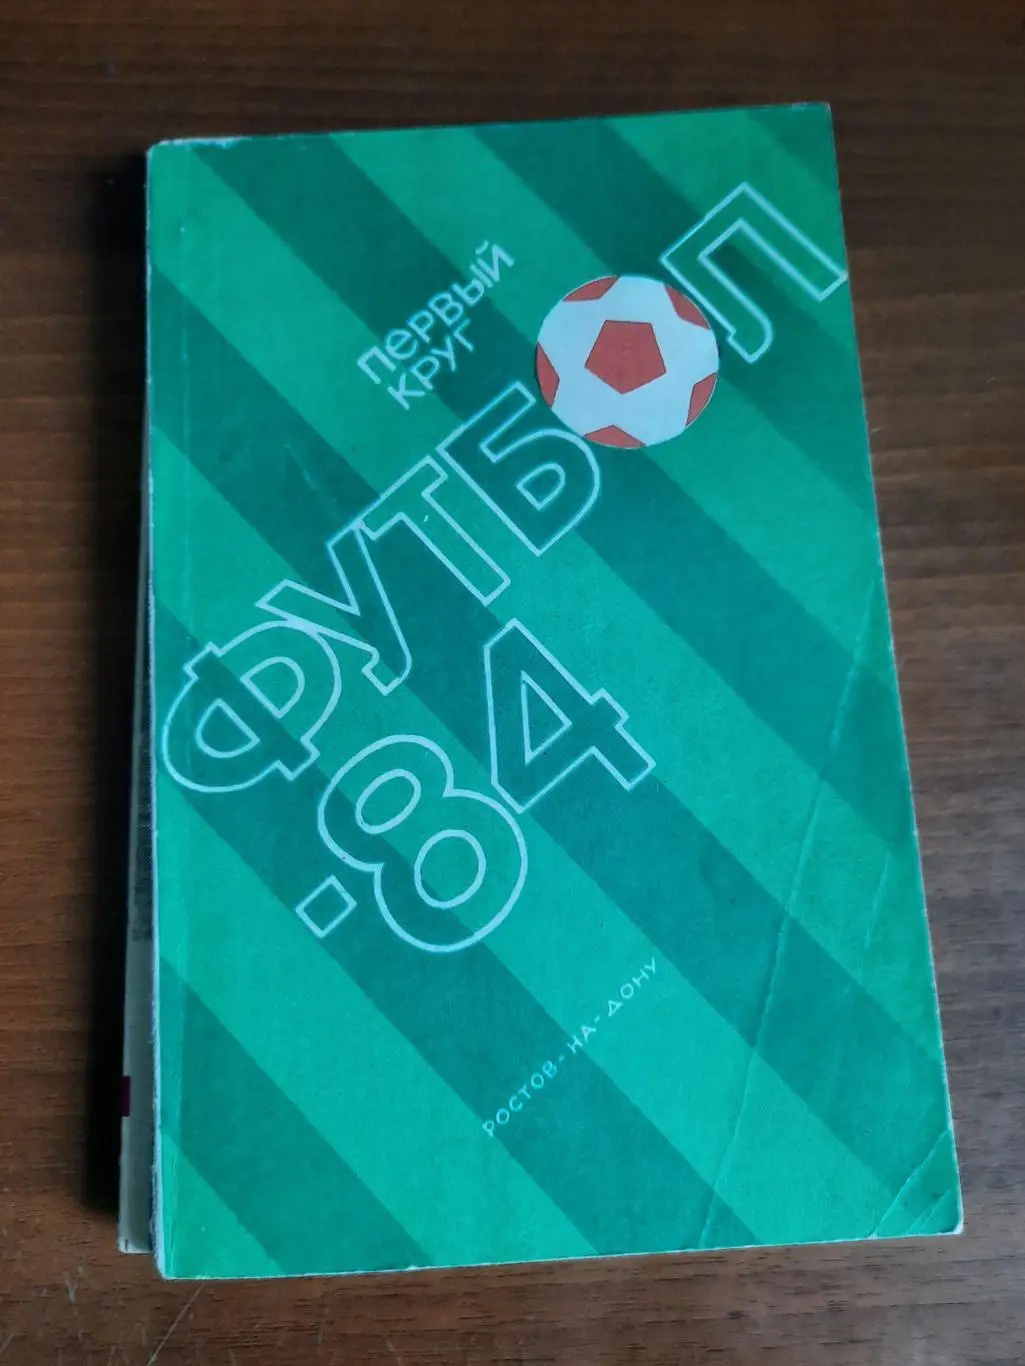 ПЕРВЫЙ
КРУГ
ФУТБОЛ
-84
РОСТОВ-НА-ДОНУ